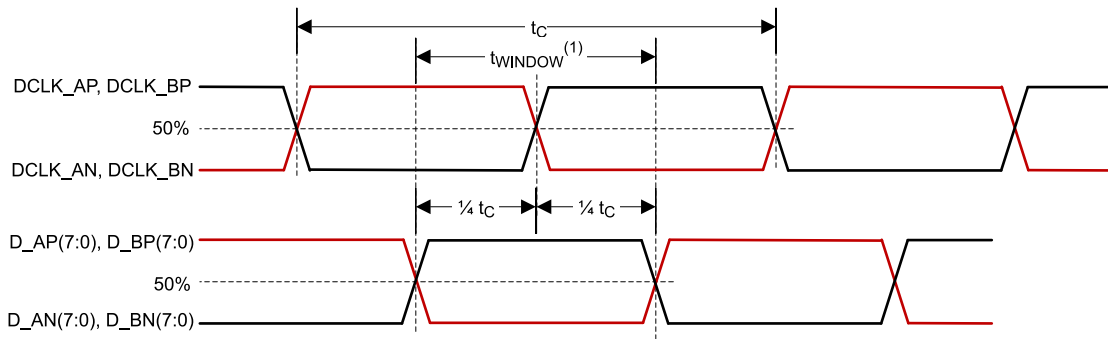 t_C
t_WINDOW^(1)
DCLK_AP, DCLK_BP
50%
DCLK_AN, DCLK_BN
¼ t_C ¼ t_C
D_AP(7:0), D_BP(7:0)
50%
D_AN(7:0), D_BN(7:0)